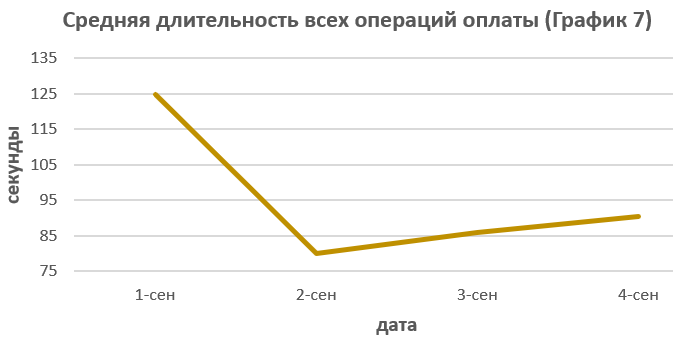 Средняя длительность всех операций оплаты (График 7)
135
125
115
105
95
85
75
секунды
1-сен 2-сен 3-сен 4-сен
дата